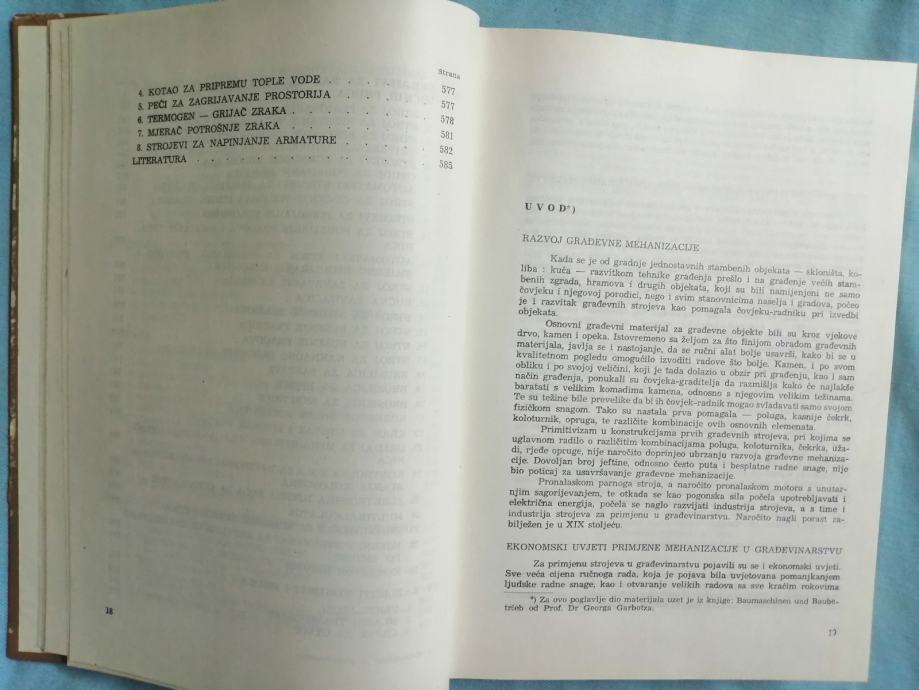 Strana
4. KOTAO ZA PRIPREMU TOPLE VODE . . . . . . 577
5. PEĆI ZA ZAGRIJAVANJE PROSTORIJA . . . . . . 577
6. TERMOGEN — GRIJAČ ZRAKA . . . . . . . . 578
7. MJERAČ POTROŠNJE ZRAKA . . . . . . . . 581
8. STROJEVI ZA NAPINJANJE ARMATURE . . . . . . 582
LITERATURA . . . . . . . . . . . . . 585
18
U V O D*)
RAZVOJ GRAĐEVNE MEHANIZACIJE
Kada se je od gradnje jednostavnih stambenih objekata — skloništa, ko-
liba : kuća — razvitkom tehnike građenja prešlo i na građenje većih stam-
benih zgrada, hramova i drugih objekata, koji su bili namijenjeni ne samo
čovjeku i njegovoj porodici, nego i svim stanovnicima naselja i gradova, počeo
je i razvitak građevnih strojeva kao pomagala čovjeku-radniku pri izvedbi
objekata.
Osnovni građevni materijal za građevne objekte bili su kroz vjekove
drvo, kamen i opeka. Istovremeno sa željom za što finijom obradom građevnih
materijala, javlja se i nastojanje, da se ručni alat bolje usavrši, kako bi se u
kvalitetnom pogledu omogućilo izvoditi radove što bolje. Kamen, i po svom
obliku i po svojoj veličini, koji je tada dolazio u obzir pri građenju, kao i sam
način građenja, ponukali su čovjeka-graditelja da razmišlja kako će najlakše
baratati s velikim komadima kamena, odnosno s njegovim velikim težinama.
Te su težine bile prevelike da bi ih čovjek-radnik mogao svladavati samo svojom
fizičkom snagom. Tako su nastala prva pomagala — poluga, kasnije čekrk,
koloturnik, opruga, te različite kombinacije ovih osnovnih elemenata.
Primitivizam u konstrukcijama prvih građevnih strojeva, pri kojima se
uglavnom radilo o različitim kombinacijama poluga, koloturnika, čekrka, uža-
di, rjeđe opruge, nije naročito doprinjeo ubrzanju razvoja građevne mehaniza-
cije. Dovoljan broj jeftine, odnosno često puta i besplatne radne snage, nije
bio poticaj za usavršavanje građevne mehanizacije.
Pronalaskom parnoga stroja, a naročito pronalaskom motora s unutar-
njim sagorijevanjem, te otkada se kao pogonska sila počela upotrebljavati i
električna energija, počela se naglo razvijati industrija strojeva, a s time i
industrija strojeva za primjenu u građevinarstvu. Naročito nagli porast za-
bilježen je u XIX stoljeću.
EKONOMSKI UVJETI PRIMJENE MEHANIZACIJE U GRAĐEVINARSTVU
Za primjenu strojeva u građevinarstvu pojavili su se i ekonomski uvjeti.
Sve veća cijena ručnoga rada, koja je pojava bila uvjetovana pomanjkanjem
ljudske radne snage, kao i otvaranje velikih radova sa sve kraćim rokovima
*) Za ovo poglavlje dio materijala uzet je iz knjige: Baumaschinen und Baube-
trieb od Prof. Dr Georga Garbotza.
19